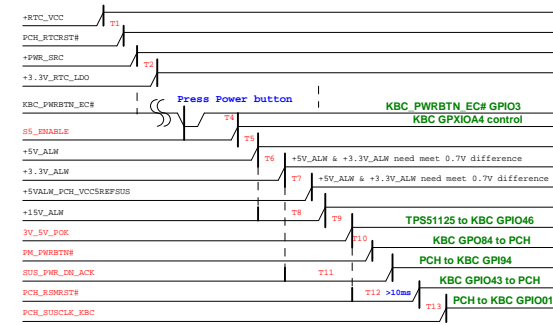 +RTC_VCC
T1
PCH_RTCRST#
+PWR_SRC
T2
+3.3V_RTC_LDO
Press Power button
KBC_PWRBTN_EC#
KBC_PWRBTN_EC# GPIO3
T4
KBC GPXIOA4 control
S5_ENABLE
T5
+5V_ALW
T6
+5V_ALW & +3.3V_ALW need meet 0.7V difference
+3.3V_ALW
T7
+5V_ALW & +3.3V_ALW need meet 0.7V difference
+5VALW_PCH_VCC5REFSUS
+15V_ALW
T8
T9
TPS51125 to KBC GPIO46
3V_5V_POK
T10
KBC GPO84 to PCH
PM_PWRBTN#
SUS_PWR_DN_ACK
T11
PCH to KBC GPI94
KBC GPIO43 to PCH
PCH_RSMRST#
T12 >10ms
T13
PCH to KBC GPIO01
PCH_SUSCLK_KBC